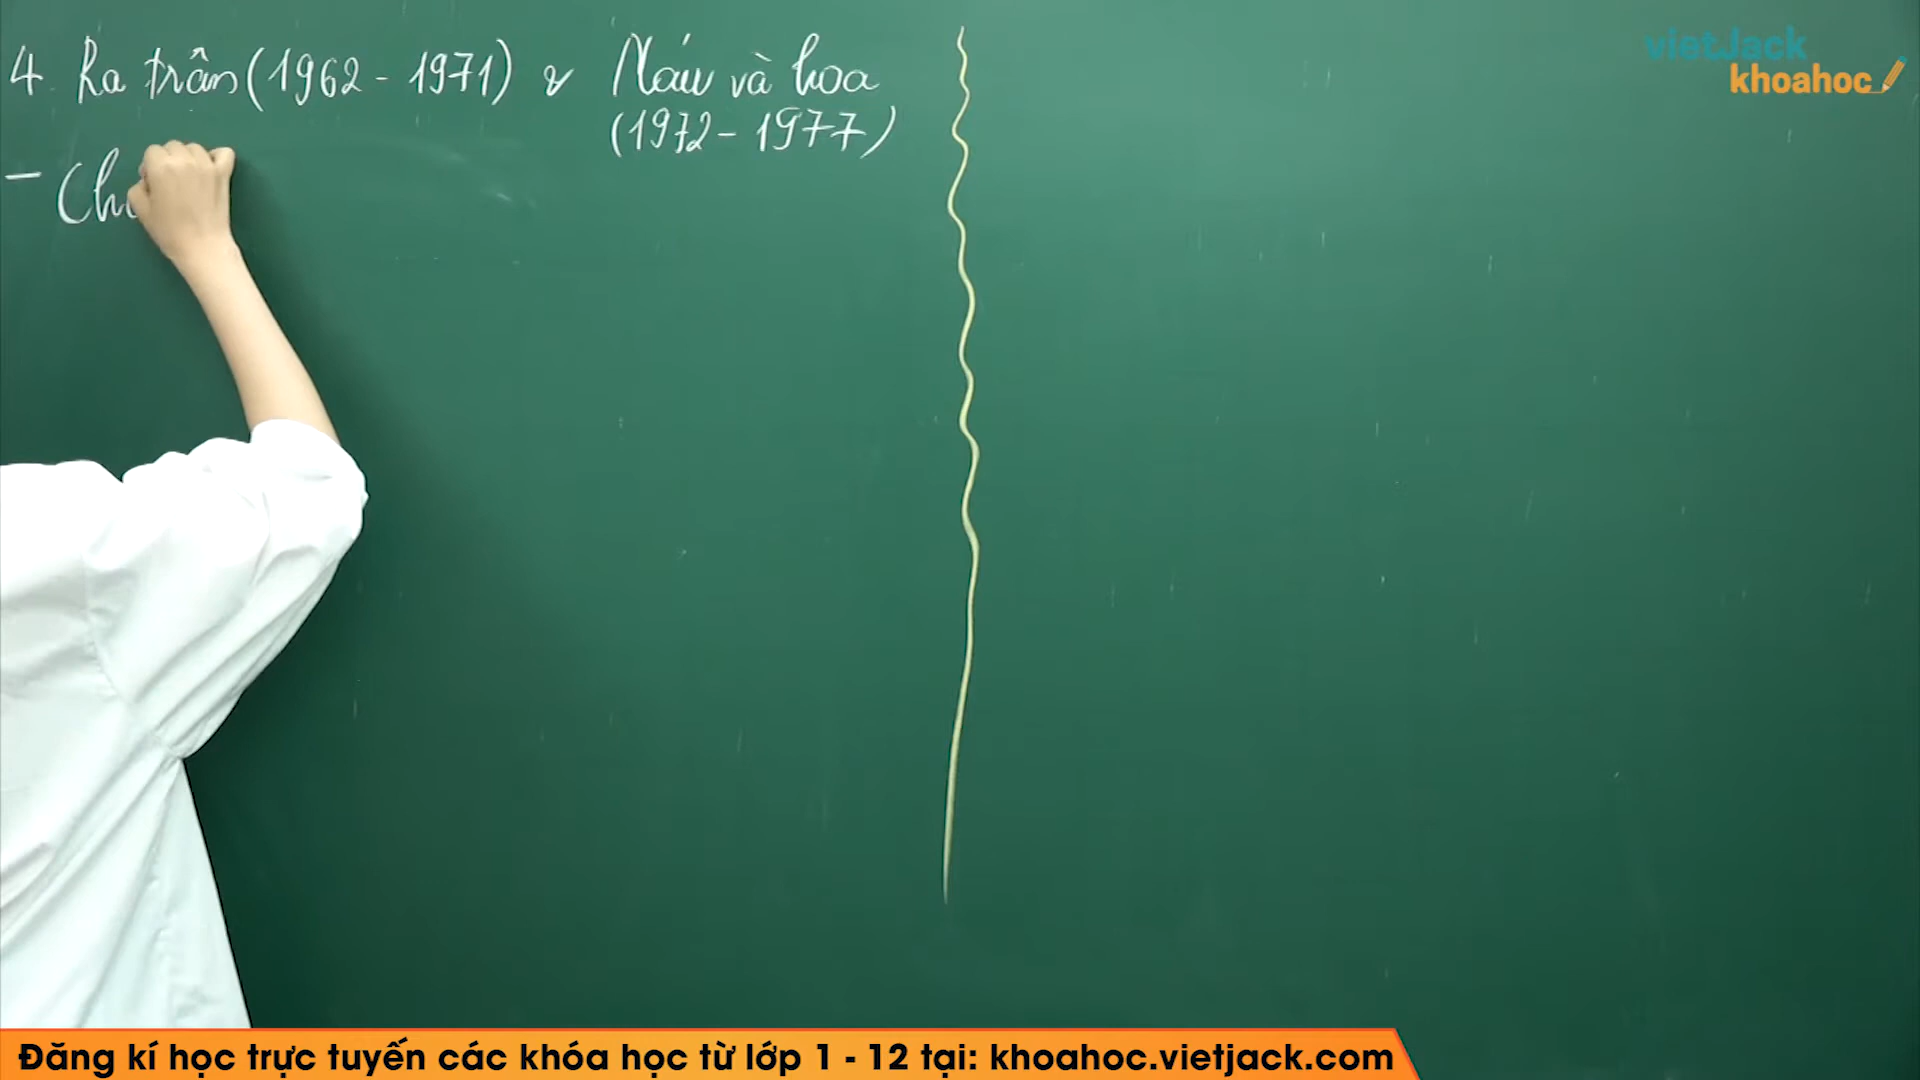 4. Ra trân (1962 - 1971) & Máu và hoa
(1972 - 1977)
- Ch
vietJack
khoahoc
Đăng kí học trực tuyến các khóa học từ lớp 1 - 12 tại: khoahoc.vietjack.com